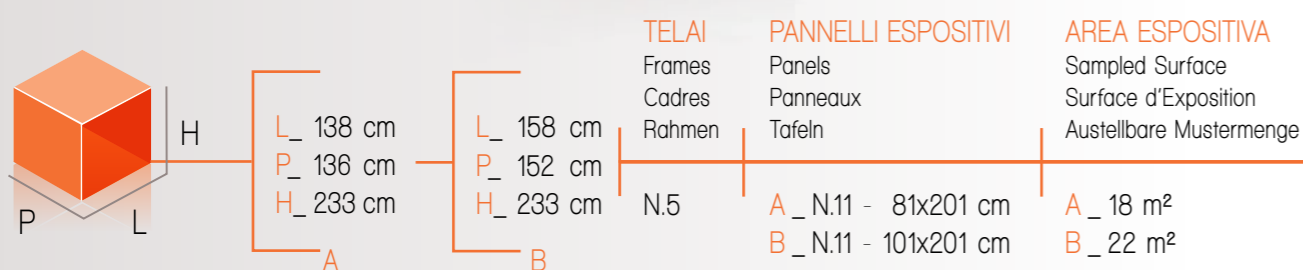 H
P
L
L_ 138 cm
P_ 136 cm
H_ 233 cm
A
L_ 158 cm
P_ 152 cm
H_ 233 cm
B
TELAI
Frames
Cadres
Rahmen
N.5
PANNELLI ESPOSITIVI
Panels
Panneaux
Tafeln
A _ N.11 - 81x201 cm
B _ N.11 - 101x201 cm
AREA ESPOSITIVA
Sampled Surface
Surface d'Exposition
Austellbare Mustermenge
A _ 18 m²
B _ 22 m²